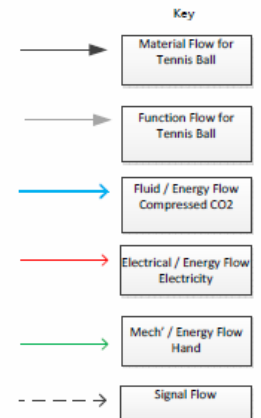 Key
Material Flow for
Tennis Ball
Function Flow for
Tennis Ball
Fluid / Energy Flow
Compressed CO2
Electrical / Energy Flow
Electricity
Mech' / Energy Flow
Hand
Signal Flow